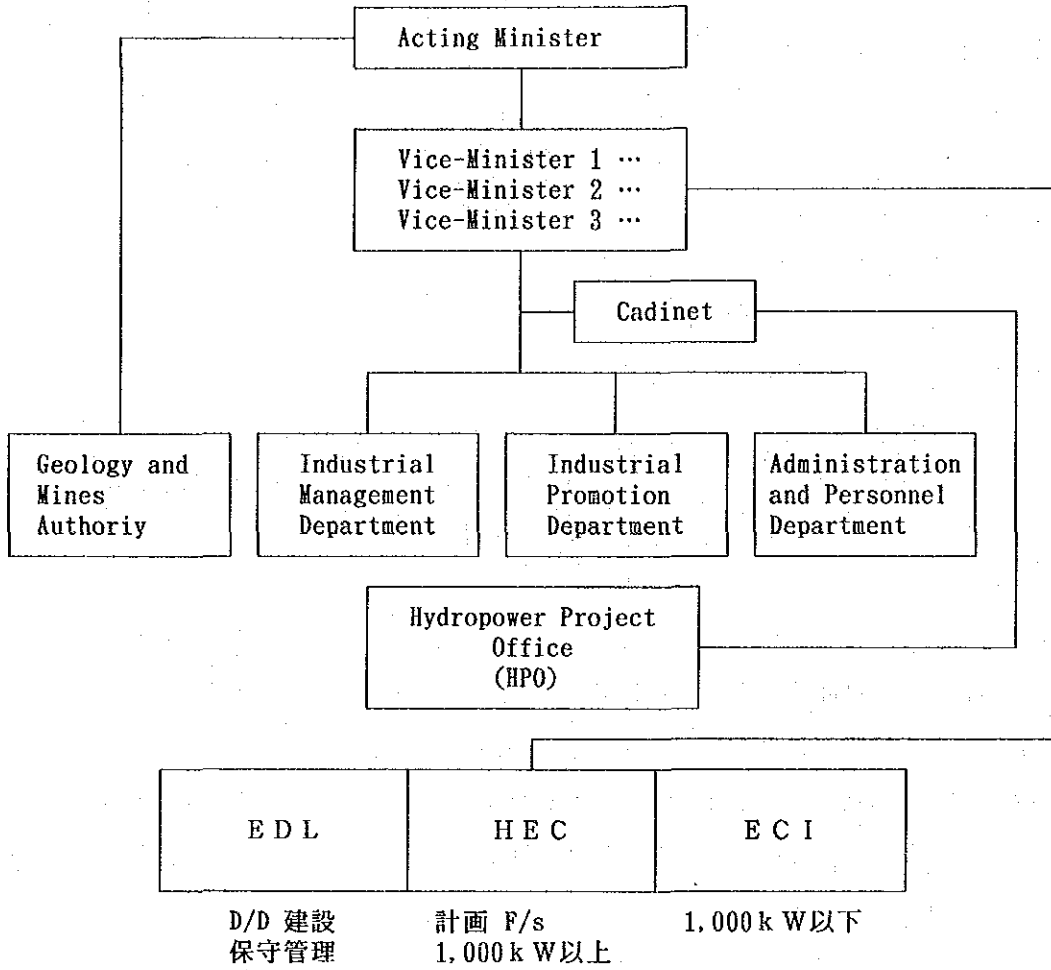 Acting Minister
Vice-Minister 1 …
Vice-Minister 2 …
Vice-Minister 3 …
Cadinet
Geology and
Mines
Authoriy
Industrial
Management
Department
Industrial
Promotion
Department
Administration
and Personnel
Department
Hydropower Project
Office
(HPO)
EDL
HEC
ECI
D/D 建設
保守管理
計画 F/s
1,000kW以上
1,000kW以下